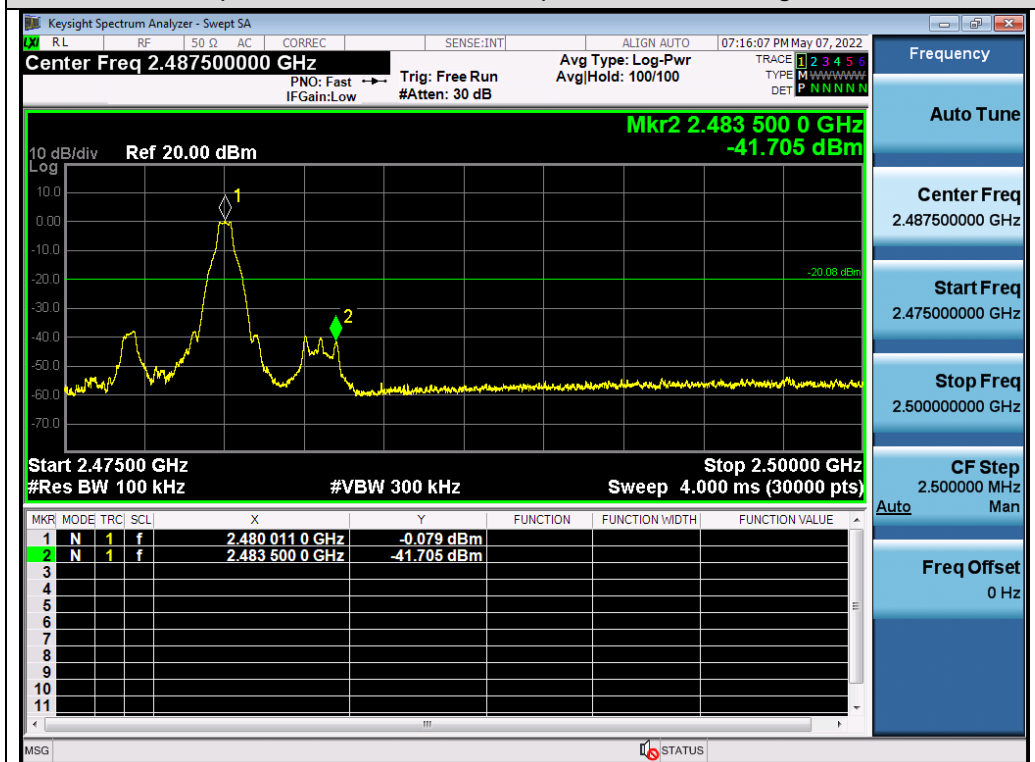 Keysight Spectrum Analyzer - Swept SA
LXI RL RF 50 Ω AC CORREC SENSE:INT ALIGN AUTO 07:16:07 PM May 07, 2022
Center Freq 2.487500000 GHz
PNO: Fast
IFGain:Low
Trig: Free Run
#Atten: 30 dB
Avg Type: Log-Pwr
Avg|Hold: 100/100
TRACE 1 2 3 4 5 6
TYPE M WWWWW
DET P N N N N N
Mkr2 2.483 500 0 GHz
-41.705 dBm
10 dB/div Ref 20.00 dBm
Log
10.0
0.00
-10.0
-20.0
-30.0
-40.0
-50.0
-60.0
-70.0
1
2
-20.08 dBm
Start 2.47500 GHz Stop 2.50000 GHz
#Res BW 100 kHz #VBW 300 kHz Sweep 4.000 ms (30000 pts)
MKR MODE TRC SCL X Y FUNCTION FUNCTION WIDTH FUNCTION VALUE
1 N 1 f 2.480 011 0 GHz -0.079 dBm
2 N 1 f 2.483 500 0 GHz -41.705 dBm
3
4
5
6
7
8
9
10
11
MSG STATUS
Frequency
Auto Tune
Center Freq
2.487500000 GHz
Start Freq
2.475000000 GHz
Stop Freq
2.500000000 GHz
CF Step
2.500000 MHz
Auto Man
Freq Offset
0 Hz